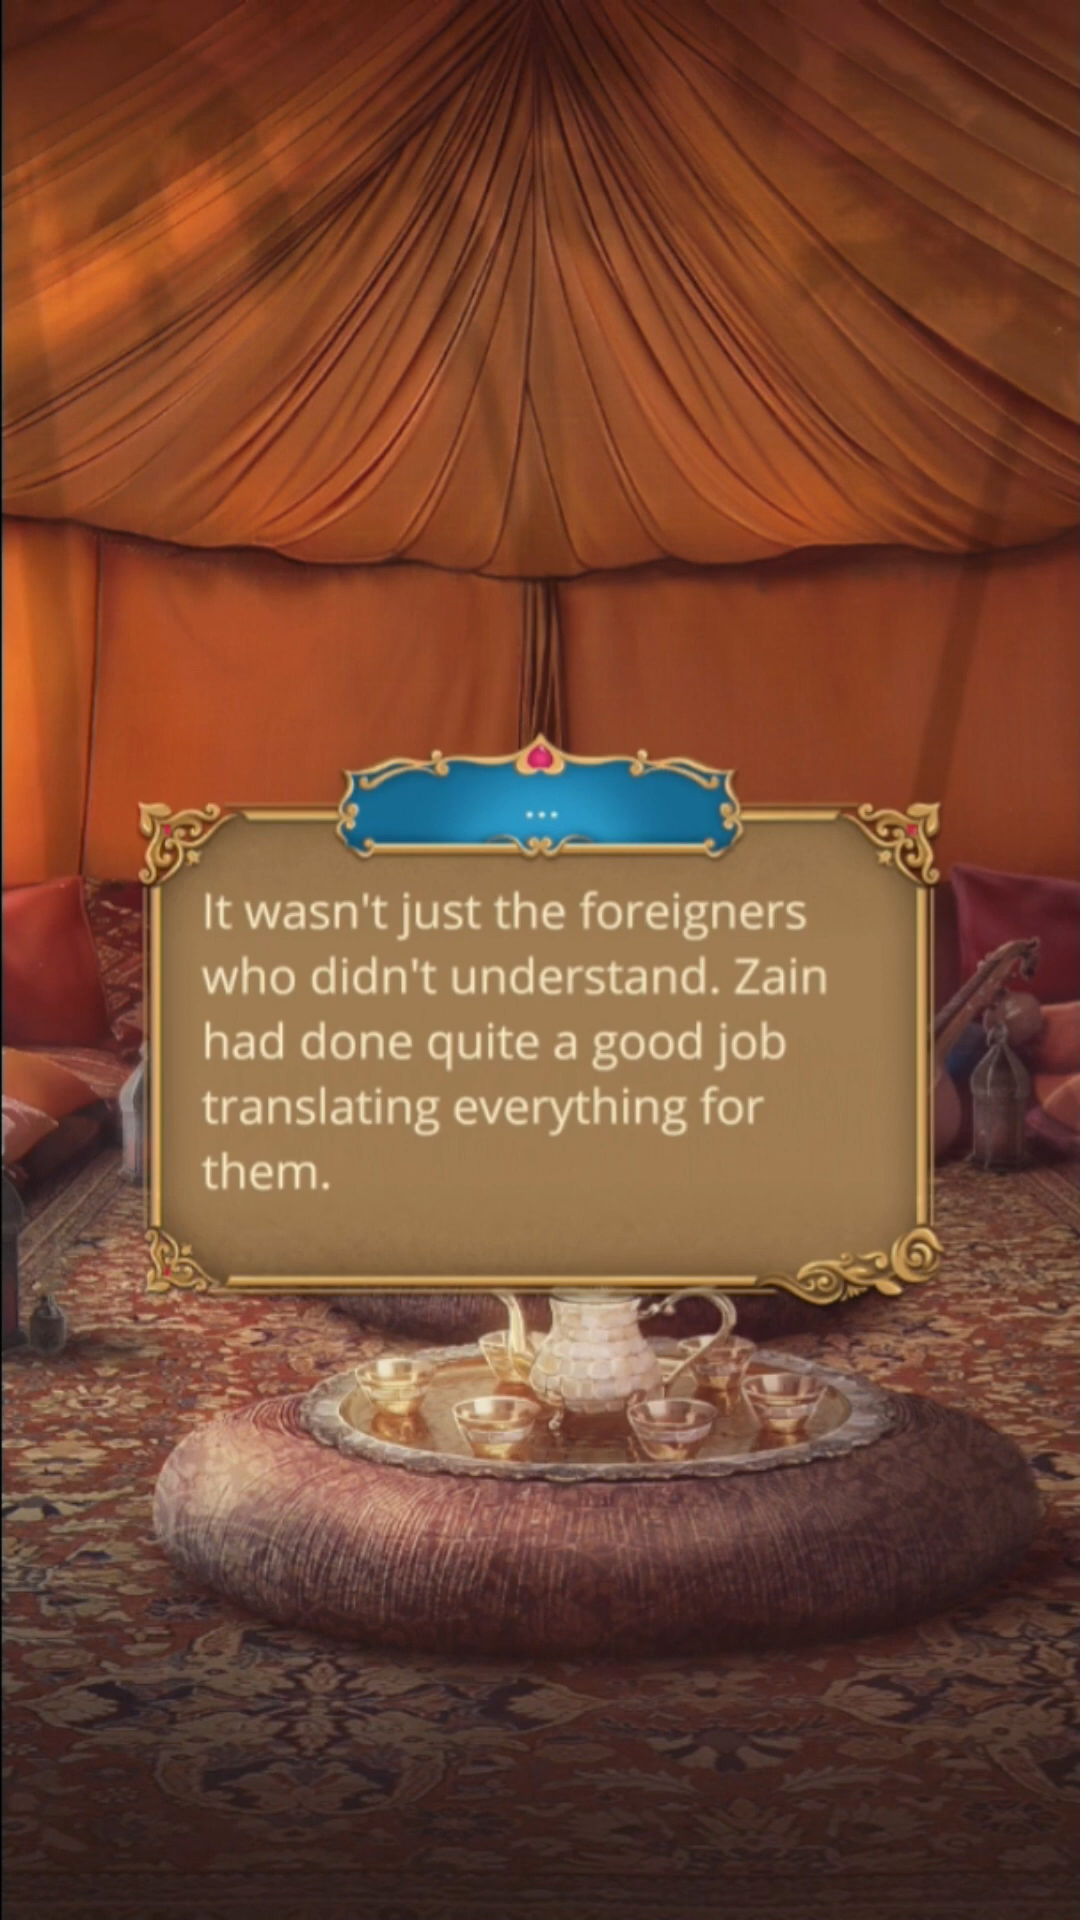 ...
It wasn't just the foreigners
who didn't understand. Zain
had done quite a good job
translating everything for
them.